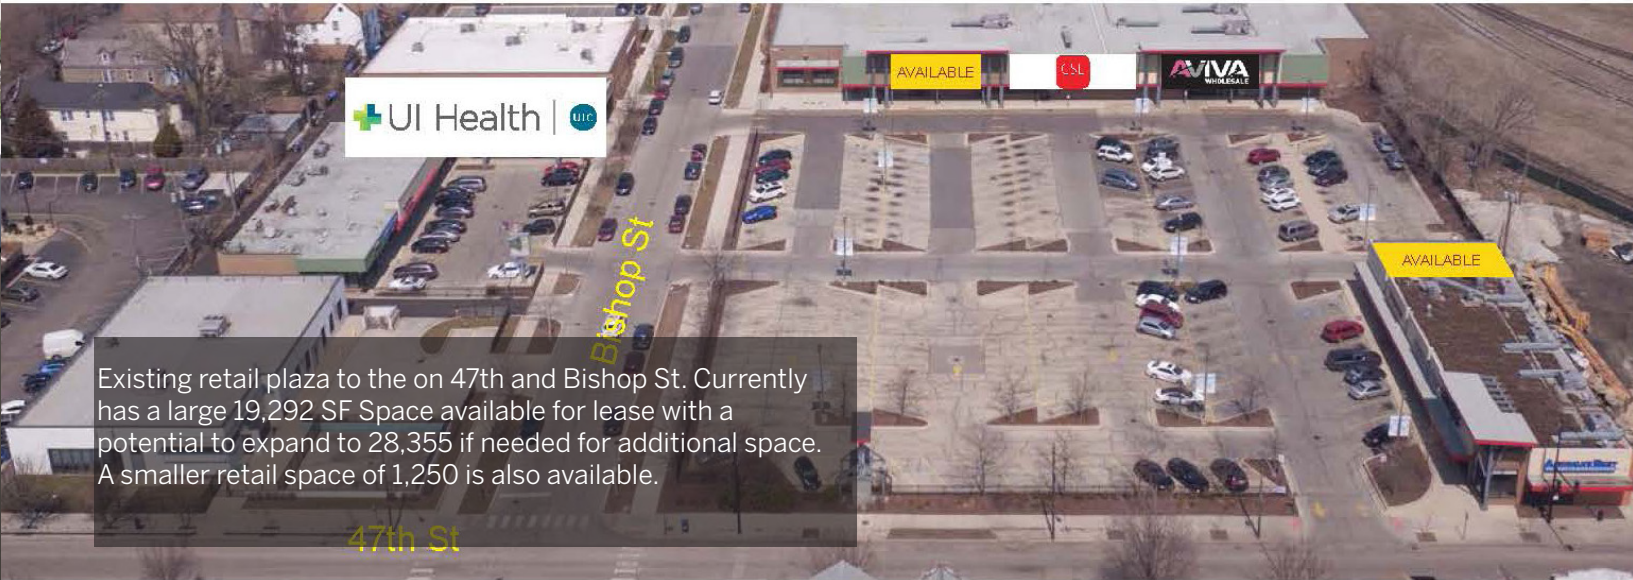 AVAILABLE
CSL
AVIVA
WHOLESALE
UI Health
UIC
Bishop St
AVAILABLE
Existing retail plaza to the on 47th and Bishop St. Currently
has a large 19,292 SF Space available for lease with a
potential to expand to 28,355 if needed for additional space.
A smaller retail space of 1,250 is also available.
47th St